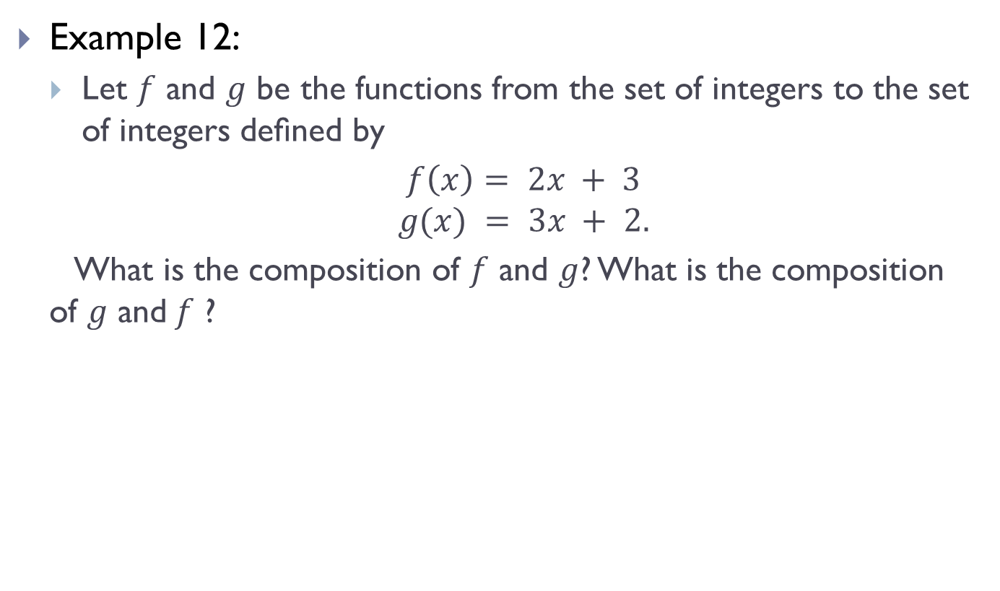 Example 12:
Let f and g be the functions from the set of integers to the set
of integers defined by
f(x) = 2x + 3
g(x) = 3x + 2.
What is the composition of f and g? What is the composition
of g and f ?